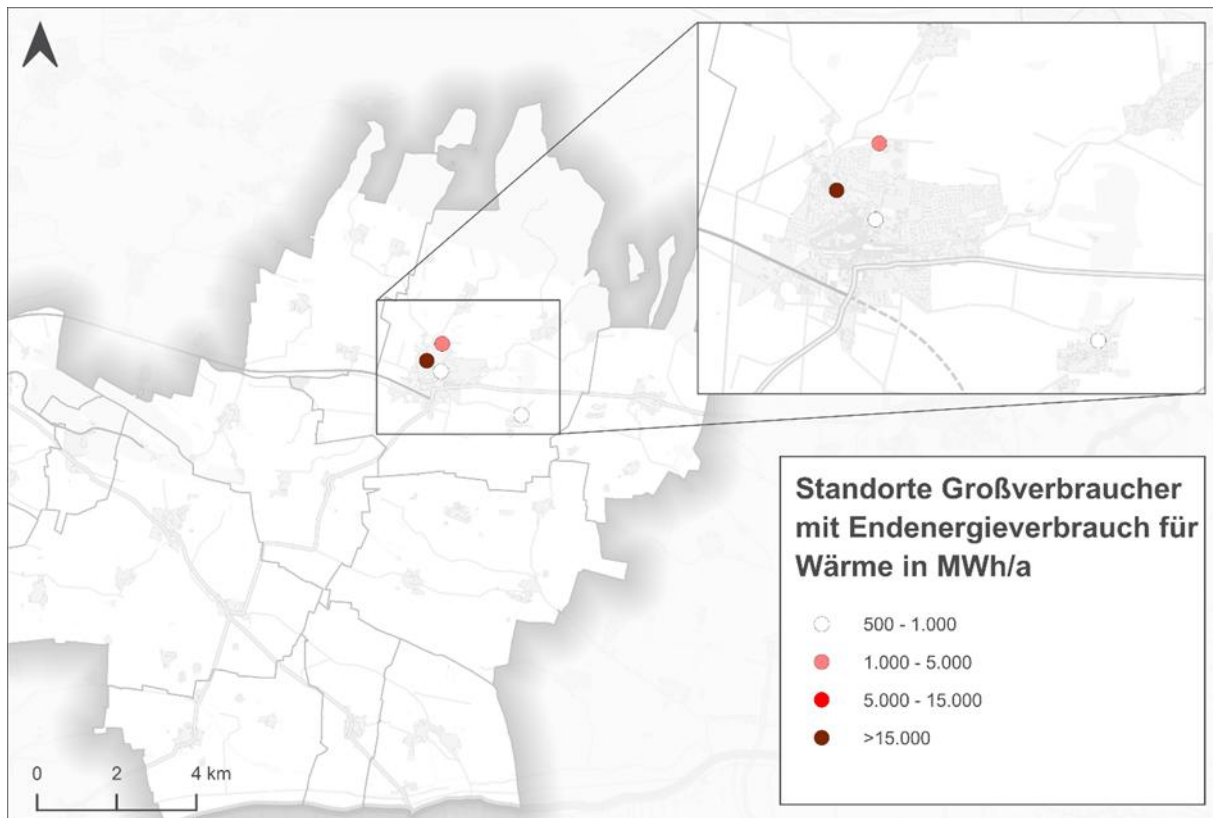 Standorte Großverbraucher
mit Endenergieverbrauch für
Wärme in MWh/a
500 - 1.000
1.000 - 5.000
5.000 - 15.000
>15.000
0 2 4 km